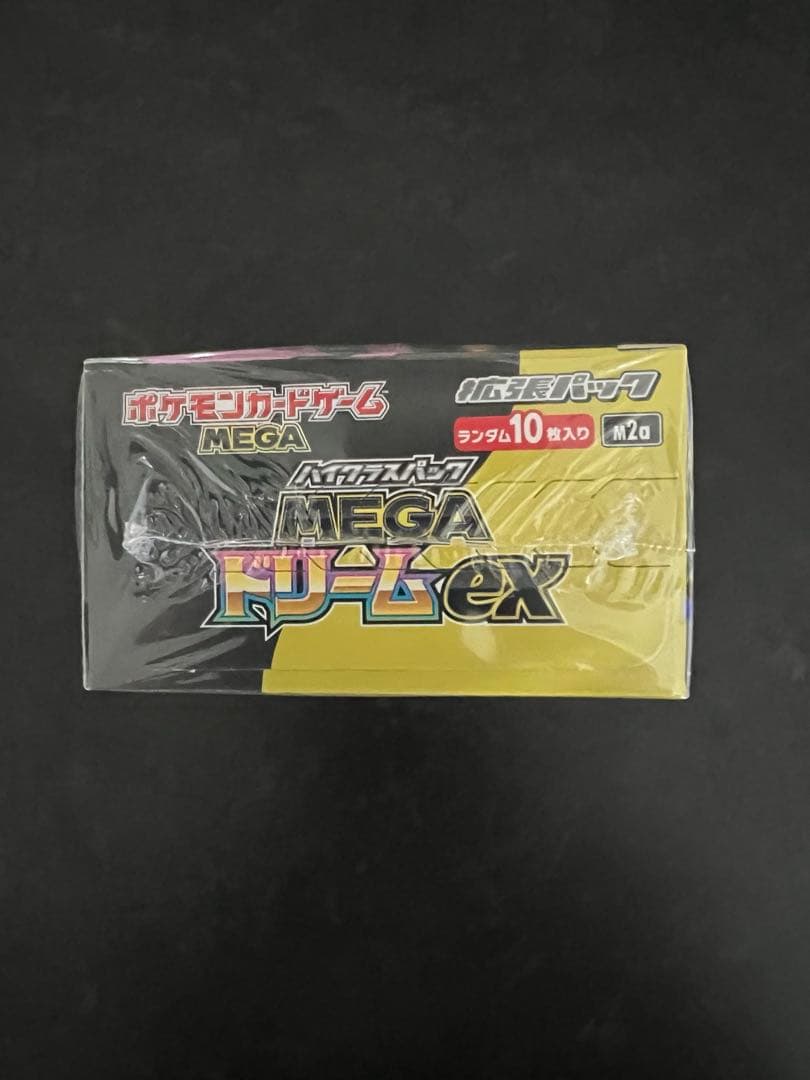 ポケモンカードゲーム
MEGA
拡張パック
ランダム10枚入り M2a
ハイクラスパック
MEGA
ドリームex